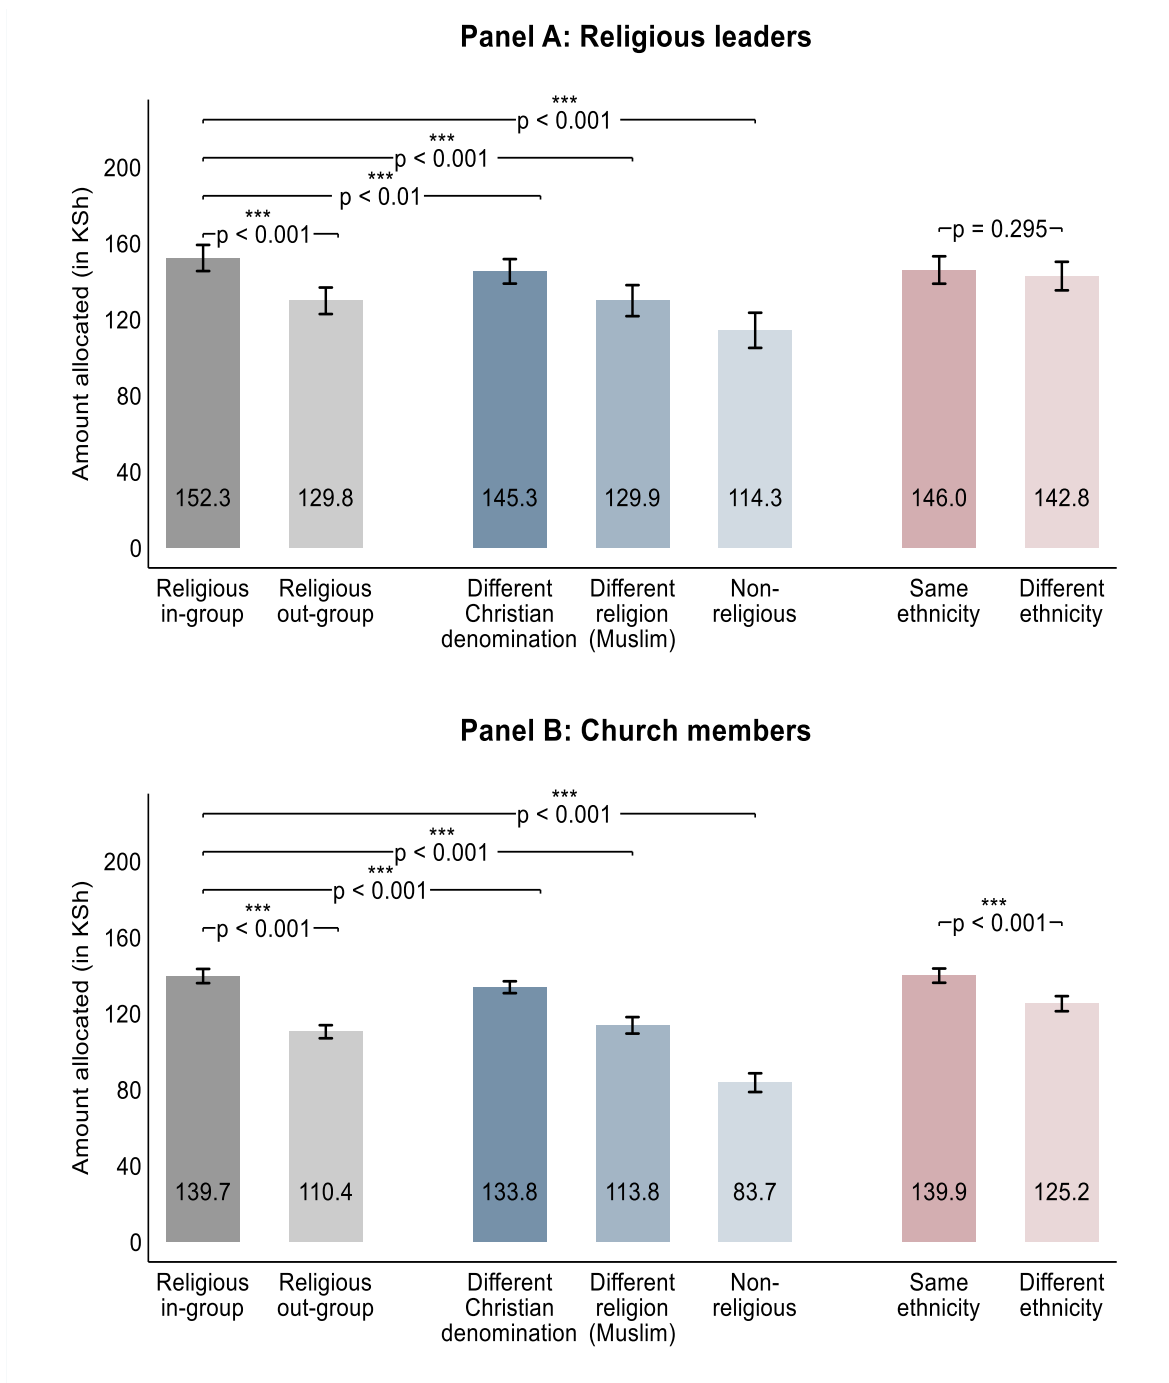 Panel A: Religious leaders
***
p < 0.001
***
p < 0.001
***
p < 0.01
***
p < 0.001
p = 0.295
Amount allocated (in KSh)
200
160
120
80
40
0
152.3 129.8 145.3 129.9 114.3 146.0 142.8
Religious in-group
Religious out-group
Different Christian denomination
Different religion (Muslim)
Non-religious
Same ethnicity
Different ethnicity
Panel B: Church members
***
p < 0.001
***
p < 0.001
***
p < 0.001
***
p < 0.001
***
p < 0.001
Amount allocated (in KSh)
200
160
120
80
40
0
139.7 110.4 133.8 113.8 83.7 139.9 125.2
Religious in-group
Religious out-group
Different Christian denomination
Different religion (Muslim)
Non-religious
Same ethnicity
Different ethnicity